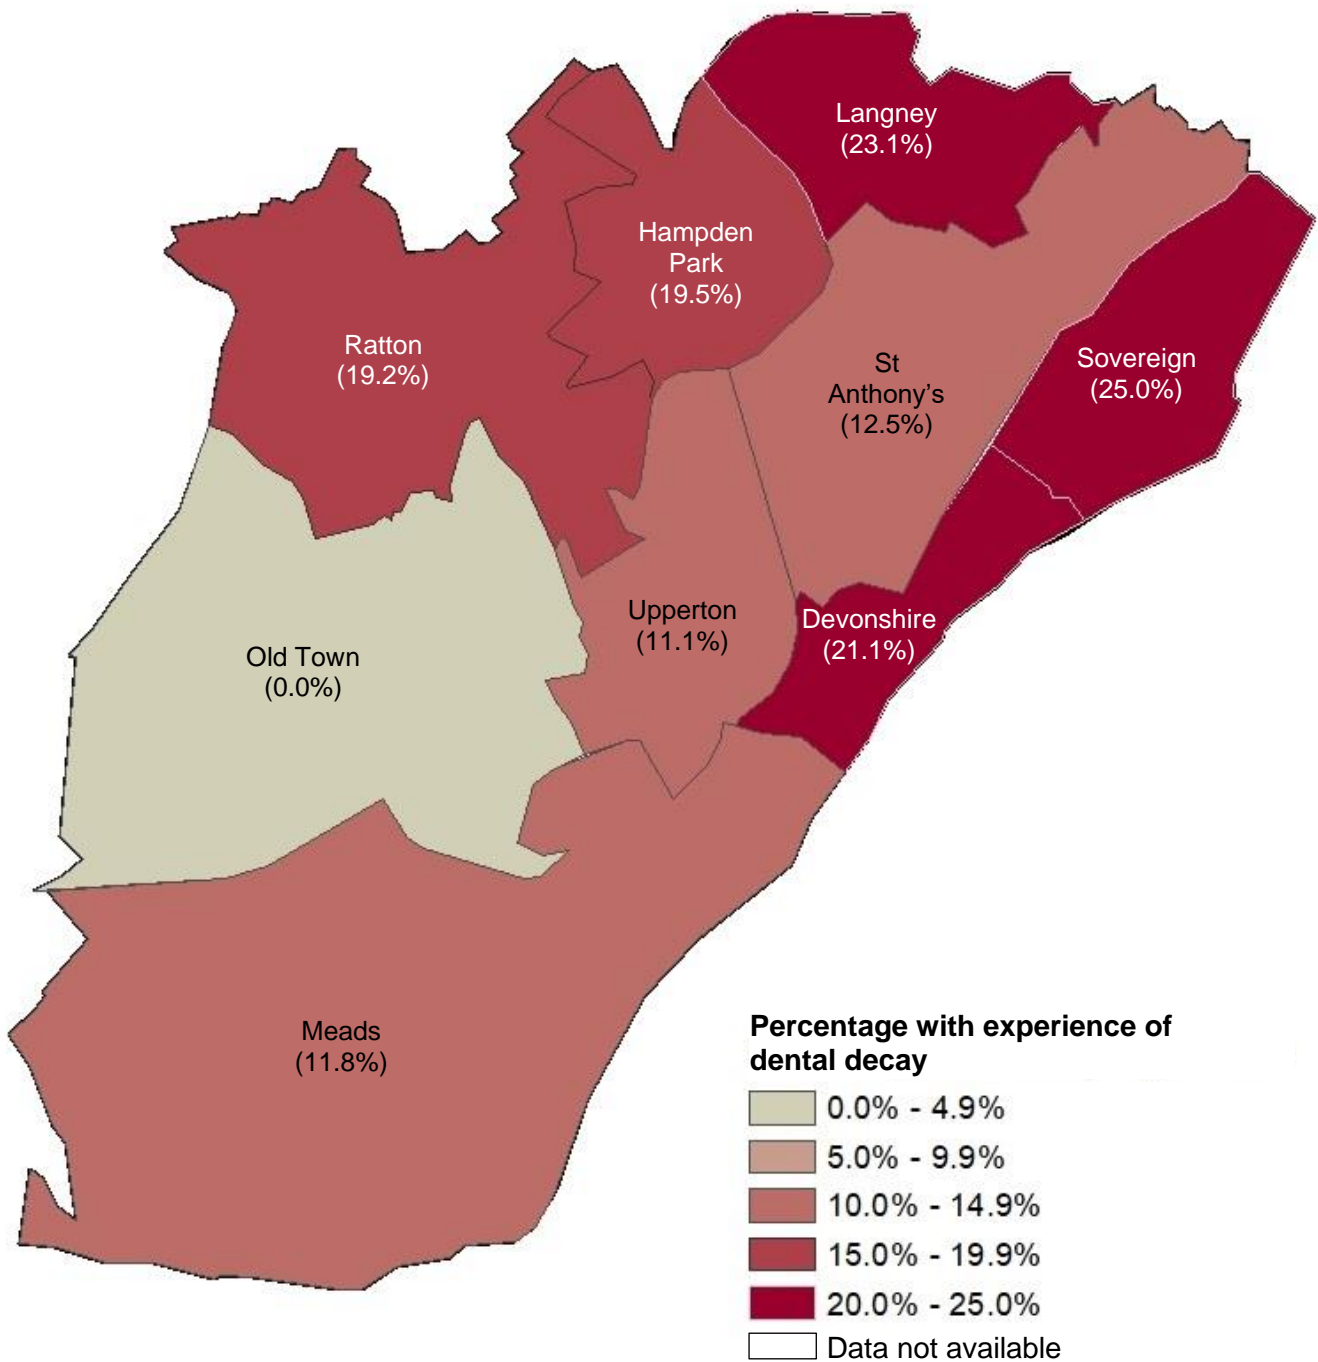 Langney
(23.1%)
Hampden
Park
(19.5%)
Ratton
(19.2%)
St
Anthony’s
(12.5%)
Sovereign
(25.0%)
Upperton
(11.1%)
Devonshire
(21.1%)
Old Town
(0.0%)
Meads
(11.8%)
Percentage with experience of
dental decay
0.0% - 4.9%
5.0% - 9.9%
10.0% - 14.9%
15.0% - 19.9%
20.0% - 25.0%
Data not available